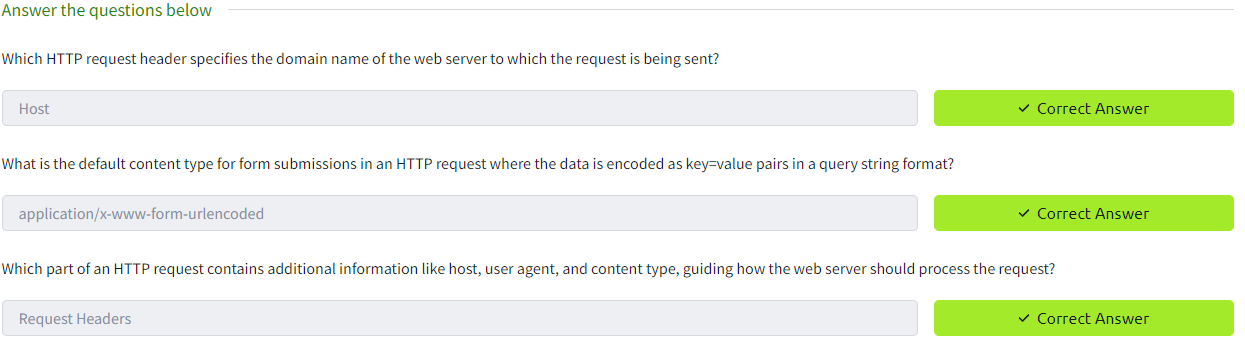 Answer the questions below
Which HTTP request header specifies the domain name of the web server to which the request is being sent?
Host
Correct Answer
What is the default content type for form submissions in an HTTP request where the data is encoded as key=value pairs in a query string format?
application/x-www-form-urlencoded
Correct Answer
Which part of an HTTP request contains additional information like host, user agent, and content type, guiding how the web server should process the request?
Request Headers
Correct Answer